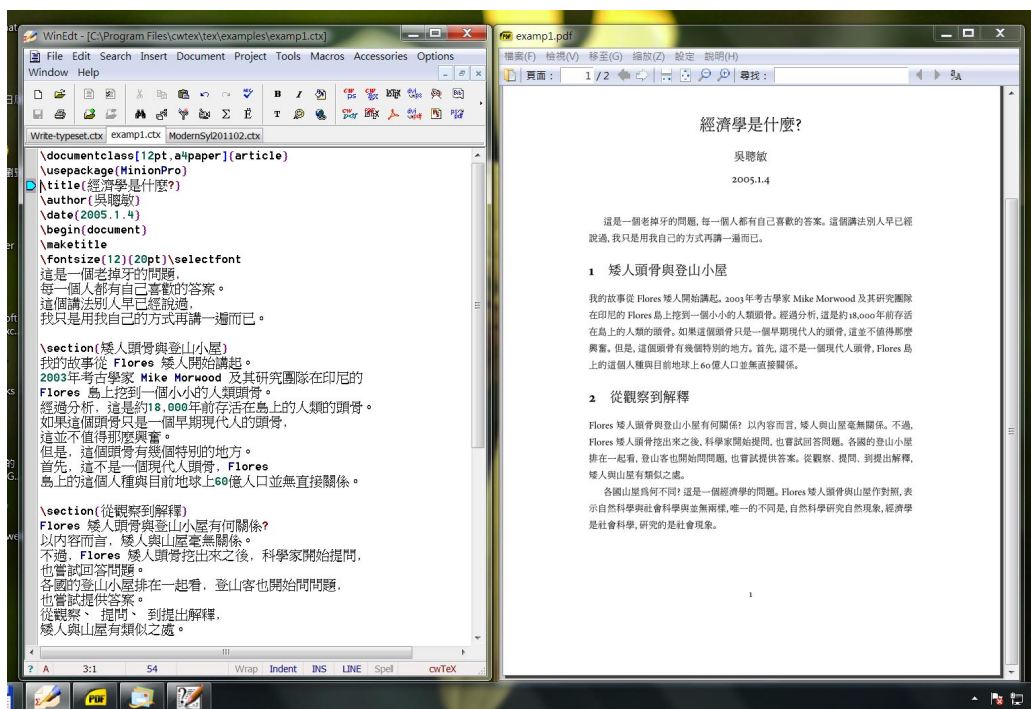 WinEdt - [C:\Program Files\cwtex\tex\examples\examp1.ctx]
File Edit Search Insert Document Project Tools Macros Accessories Options
Window Help
Write-typeset.ctx examp1.ctx ModernSyl201102.ctx
\documentclass[12pt,a4paper]{article}
\usepackage{MinionPro}
\title{經濟學是什麼?}
\author{吳聰敏}
\date{2005.1.4}
\begin{document}
\maketitle
\fontsize{12}{20pt}\selectfont
這是一個老掉牙的問題,
每一個人都有自己喜歡的答案。
這個講法別人早已經說過,
我只是用我自己的方式再講一遍而已。
\section{矮人頭骨與登山小屋}
我的故事從 Flores 矮人開始講起。
2003年考古學家 Mike Morwood 及其研究團隊在印尼的
Flores 島上挖到一個小小的人類頭骨。
經過分析, 這是約18,000年前存活在島上的人類的頭骨。
如果這個頭骨只是一個早期現代人的頭骨,
這並不值得那麼興奮。
但是, 這個頭骨有幾個特別的地方。
首先, 這不是一個現代人頭骨, Flores
島上的這個人種與目前地球上60億人口並無直接關係。
\section{從觀察到解釋}
Flores 矮人頭骨與登山小屋有何關係?
以內容而言, 矮人與山屋毫無關係。
不過, Flores 矮人頭骨挖出來之後, 科學家開始提問,
也嘗試回答問題。
各國的登山小屋排在一起看, 登山客也開始問問題,
也嘗試提供答案。
從觀察、 提問、 到提出解釋,
矮人與山屋有類似之處。
? A 3:1 54 Wrap Indent INS LINE Spell cwTeX
examp1.pdf
檔案(F) 檢視(V) 移至(G) 縮放(Z) 設定 說明(H)
頁面: 1 / 2 尋找:
經濟學是什麼?
吳聰敏
2005.1.4
這是一個老掉牙的問題, 每一個人都有自己喜歡的答案。這個講法別人早已經
說過, 我只是用我自己的方式再講一遍而已。
1 矮人頭骨與登山小屋
我的故事從 Flores 矮人開始講起。2003 年考古學家 Mike Morwood 及其研究團隊
在印尼的 Flores 島上挖到一個小小的人類頭骨。經過分析, 這是約18,000年前存活
在島上的人類的頭骨。如果這個頭骨只是一個早期現代人的頭骨, 這並不值得那麼
興奮。但是, 這個頭骨有幾個特別的地方。首先, 這不是一個現代人頭骨, Flores 島
上的這個人種與目前地球上 60 億人口並無直接關係。
2 從觀察到解釋
Flores 矮人頭骨與登山小屋有何關係? 以內容而言, 矮人與山屋毫無關係。不過,
Flores 矮人頭骨挖出來之後, 科學家開始提問, 也嘗試回答問題。各國的登山小屋
排在一起看, 登山客也開始問問題, 也嘗試提供答案。從觀察、提問、到提出解釋,
矮人與山屋有類似之處。
各國山屋爲何不同? 這是一個經濟學的問題。Flores 矮人頭骨與山屋作對照, 表
示自然科學與社會科學與並無兩樣, 唯一的不同是, 自然科學研究自然現象, 經濟學
是社會科學, 研究的是社會現象。
1
PDF